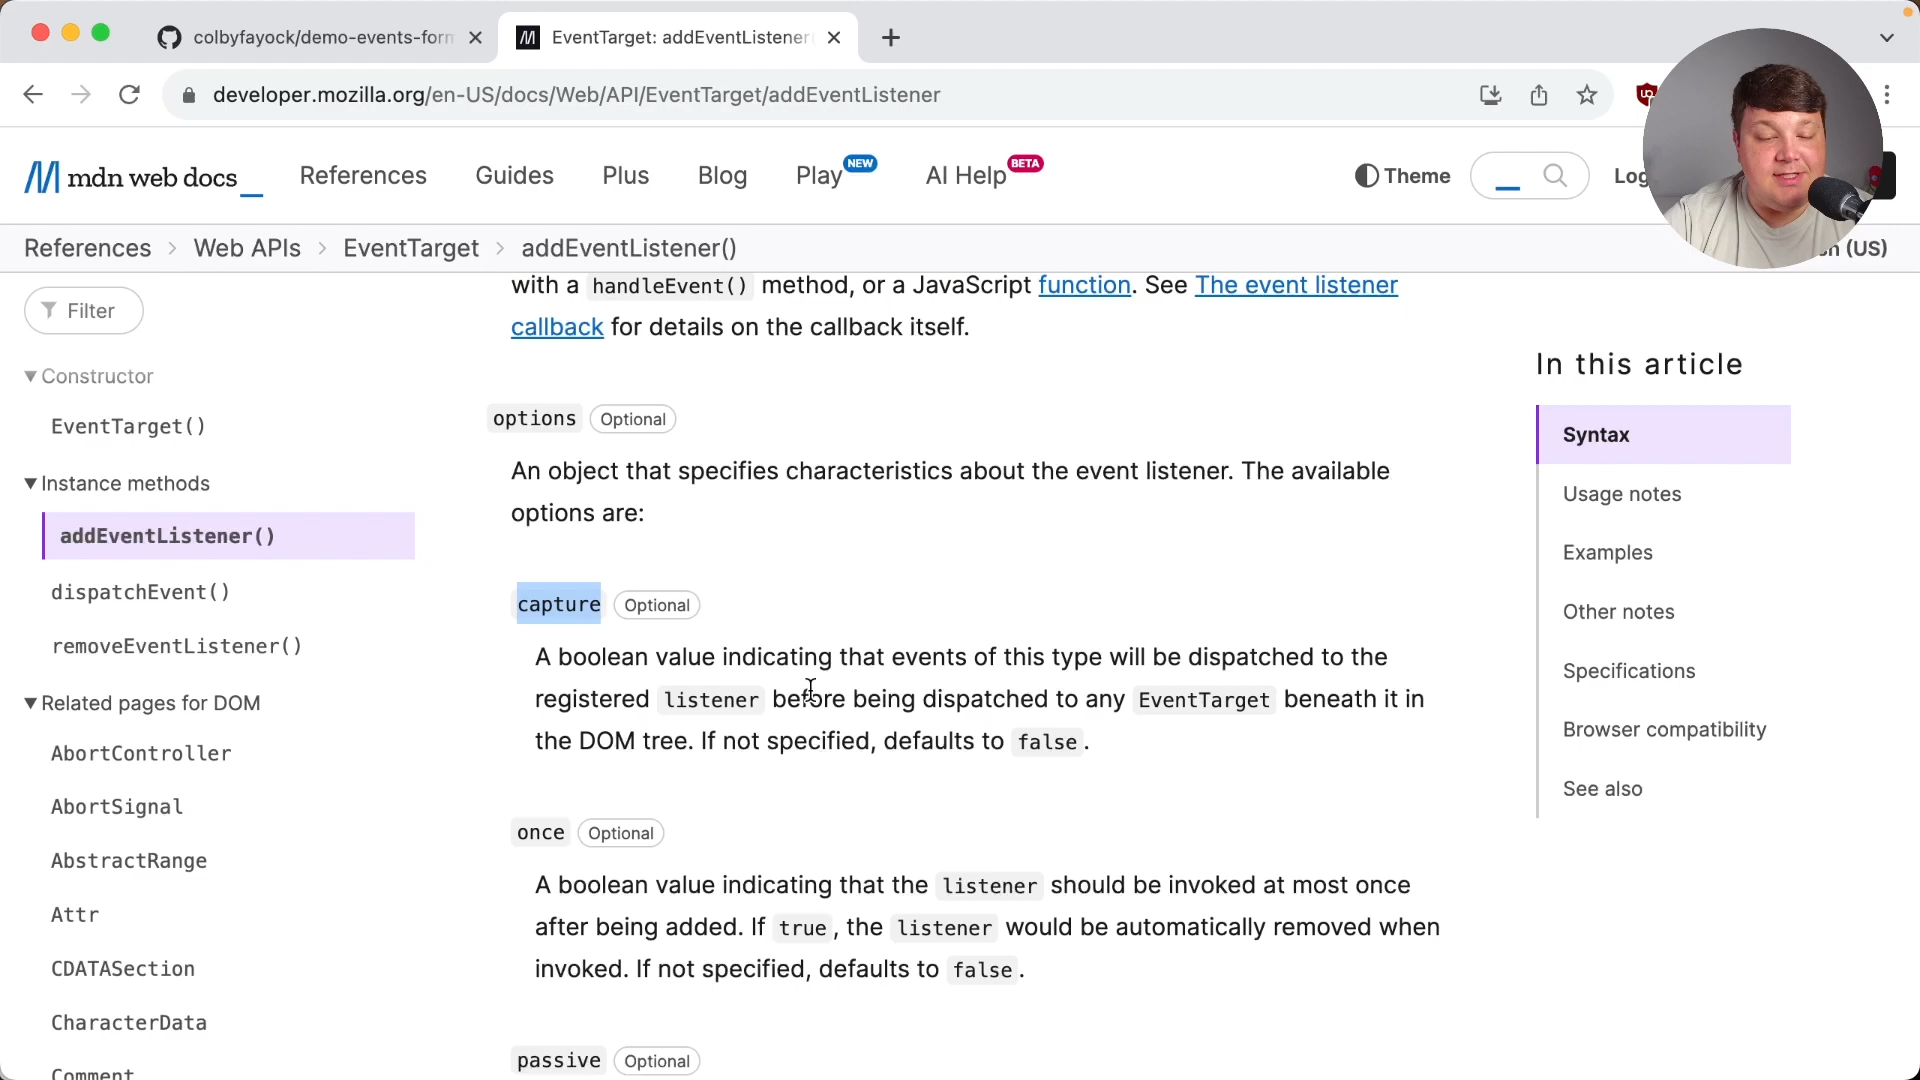 colbyfayock/demo-events-form
EventTarget: addEventListener
developer.mozilla.org/en-US/docs/Web/API/EventTarget/addEventListener
mdn web docs_
References
Guides
Plus
Blog
Play NEW
AI Help BETA
Theme
Log
References > Web APIs > EventTarget > addEventListener()
(US)
Filter
Constructor
EventTarget()
Instance methods
addEventListener()
dispatchEvent()
removeEventListener()
Related pages for DOM
AbortController
AbortSignal
AbstractRange
Attr
CDATASection
CharacterData
Comment
with a handleEvent() method, or a JavaScript function. See The event listener
callback for details on the callback itself.
options Optional
An object that specifies characteristics about the event listener. The available
options are:
capture Optional
A boolean value indicating that events of this type will be dispatched to the
registered listener before being dispatched to any EventTarget beneath it in
the DOM tree. If not specified, defaults to false.
once Optional
A boolean value indicating that the listener should be invoked at most once
after being added. If true, the listener would be automatically removed when
invoked. If not specified, defaults to false.
passive Optional
In this article
Syntax
Usage notes
Examples
Other notes
Specifications
Browser compatibility
See also